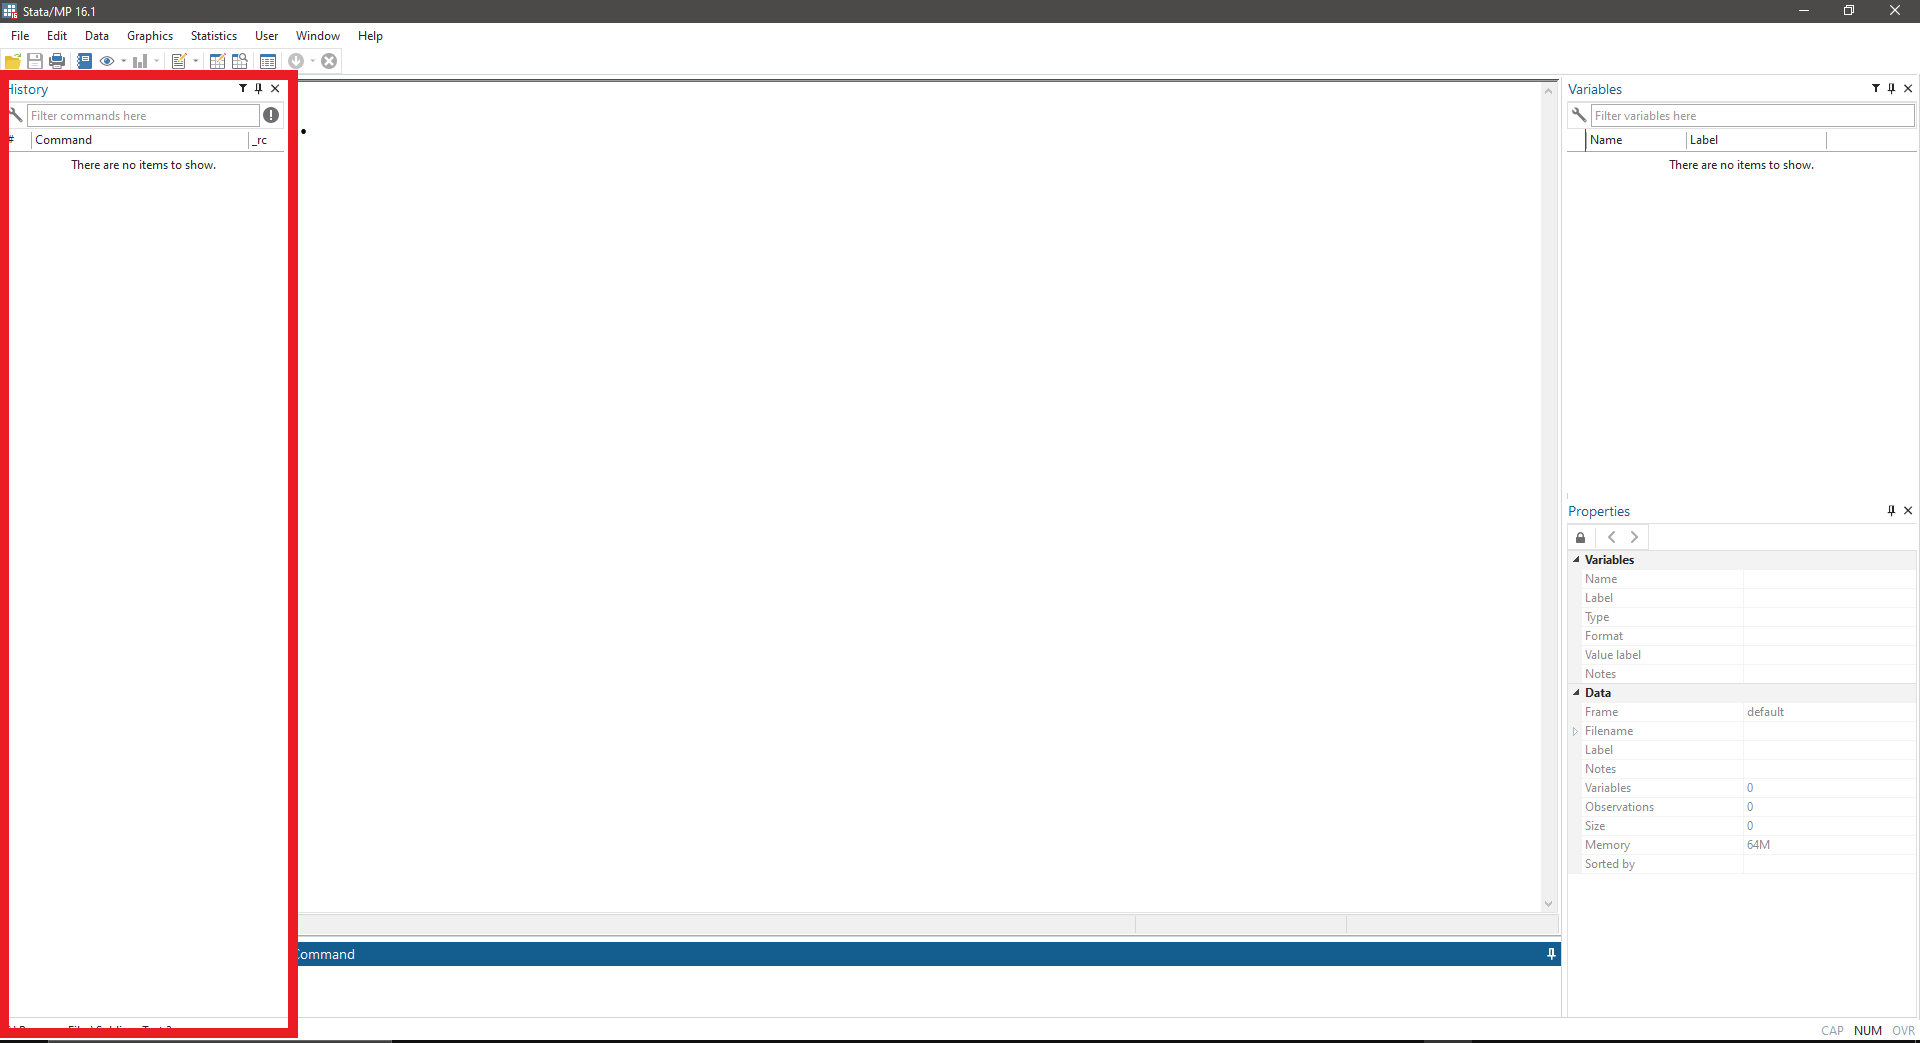 Stata/MP 16.1
File Edit Data Graphics Statistics User Window Help
History
Filter commands here
# Command _rc
There are no items to show.
.
Command
Variables
Filter variables here
Name Label
There are no items to show.
Properties
Variables
Name
Label
Type
Format
Value label
Notes
Data
Frame default
Filename
Label
Notes
Variables 0
Observations 0
Size 0
Memory 64M
Sorted by
CAP NUM OVR